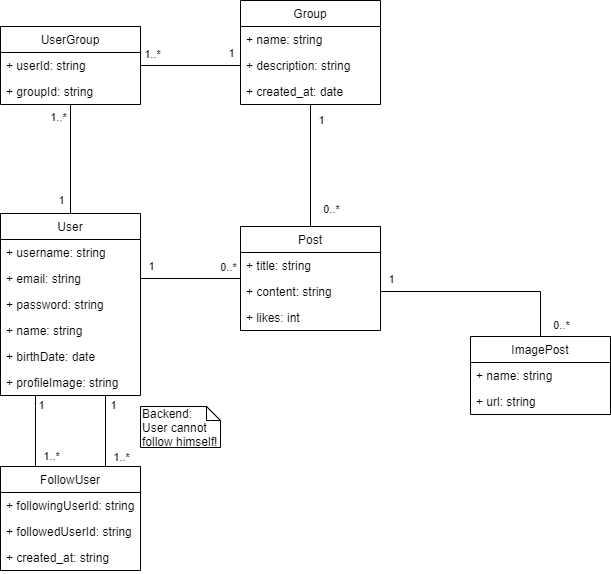 Group
+ name: string
+ description: string
+ created_at: date
UserGroup
+ userId: string
+ groupId: string
1..*
1
1..*
1
1
0..*
User
+ username: string
+ email: string
+ password: string
+ name: string
+ birthDate: date
+ profileImage: string
1
0..*
Post
+ title: string
+ content: string
+ likes: int
1
0..*
ImagePost
+ name: string
+ url: string
1
1
Backend:
User cannot
follow himself!
1..*
1..*
FollowUser
+ followingUserId: string
+ followedUserId: string
+ created_at: string